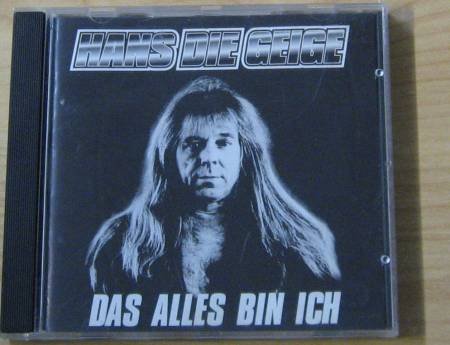 HANS DIE GEIGE
DAS ALLES BIN ICH